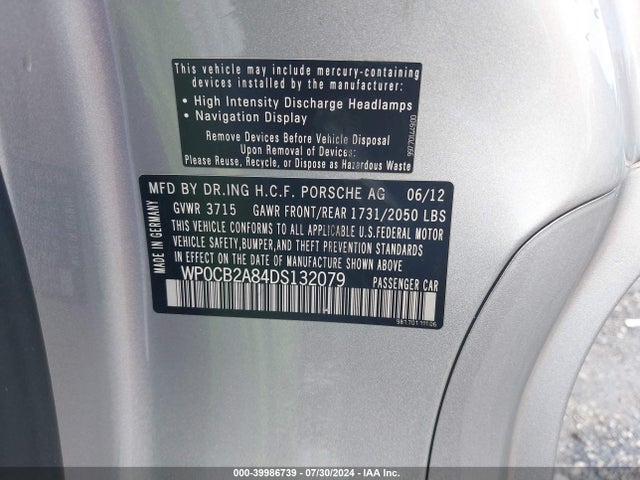 This vehicle may include mercury-containing
devices installed by the manufacturer:
• High Intensity Discharge Headlamps
• Navigation Display
Remove Devices Before Vehicle Disposal
Upon Removal of Devices:
Please Reuse, Recycle, or Dispose as Hazardous Waste
MFD BY DR.ING H.C.F. PORSCHE AG 06/12
GVWR 3715 GAWR FRONT/REAR 1731/2050 LBS
THIS VEHICLE CONFORMS TO ALL APPLICABLE U.S.FEDERAL MOTOR
VEHICLE SAFETY,BUMPER,AND THEFT PREVENTION STANDARDS
IN EFFECT ON THE DATE OF MANUFACTURE SHOWN ABOVE.
WP0CB2A84DS132079 PASSENGER CAR
MADE IN GERMANY
000-39986739 / 07/30/2024 - IAA Inc.